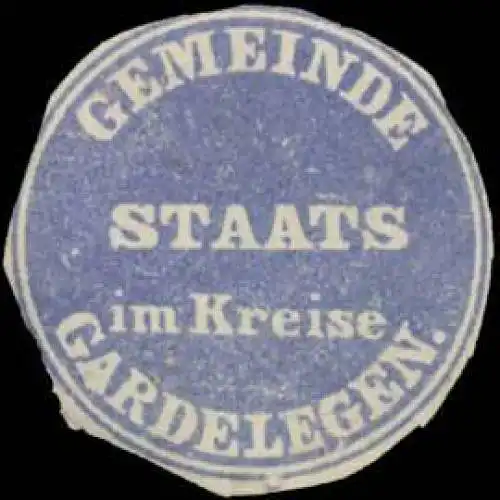 GEMEINDE
STAATS
im Kreise
GARDELEGEN.